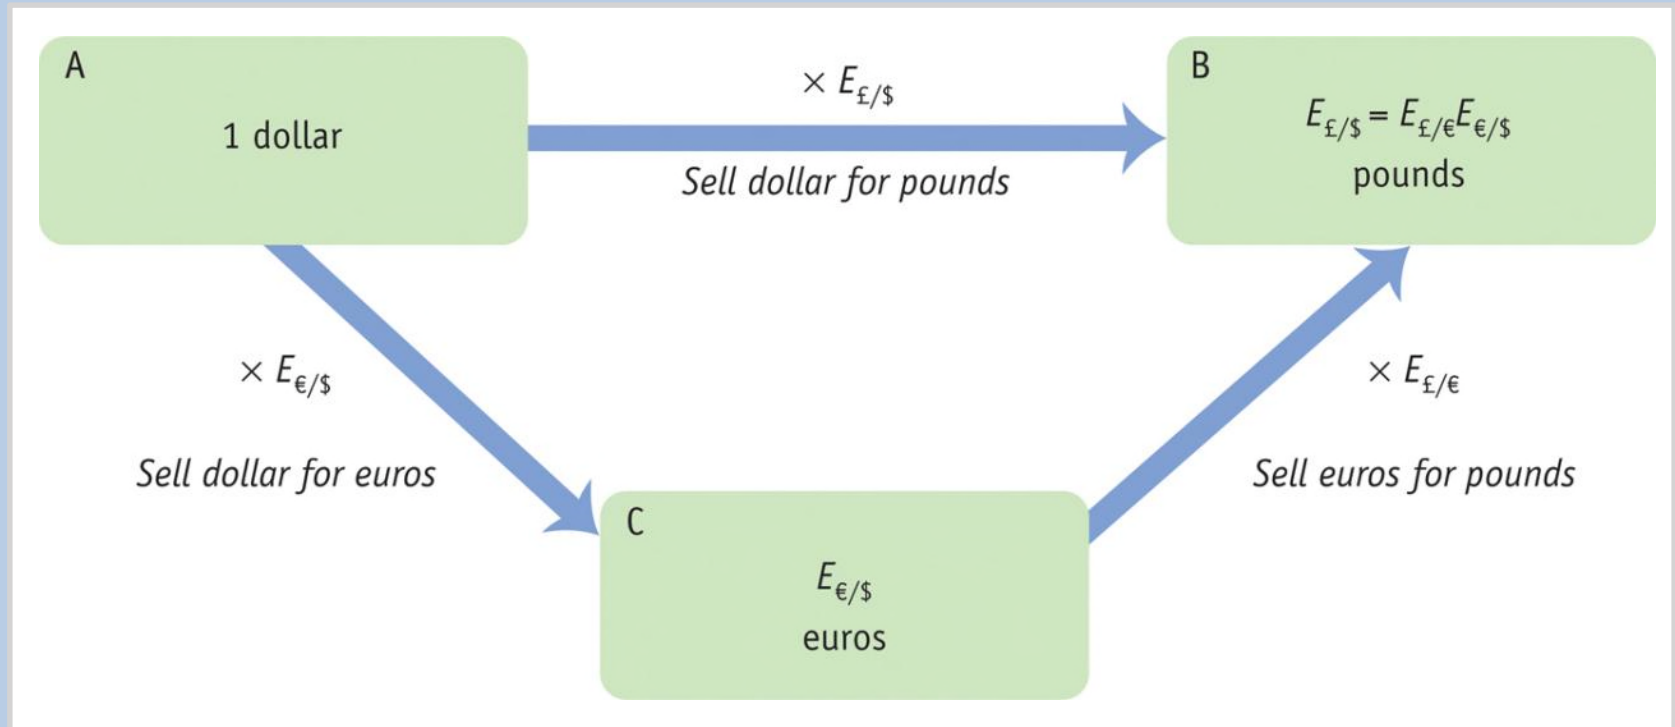 A
1 dollar
× E£/$
Sell dollar for pounds
B
E£/$ = E£/€E€/$
pounds
× E€/$
Sell dollar for euros
C
E€/$
euros
× E£/€
Sell euros for pounds